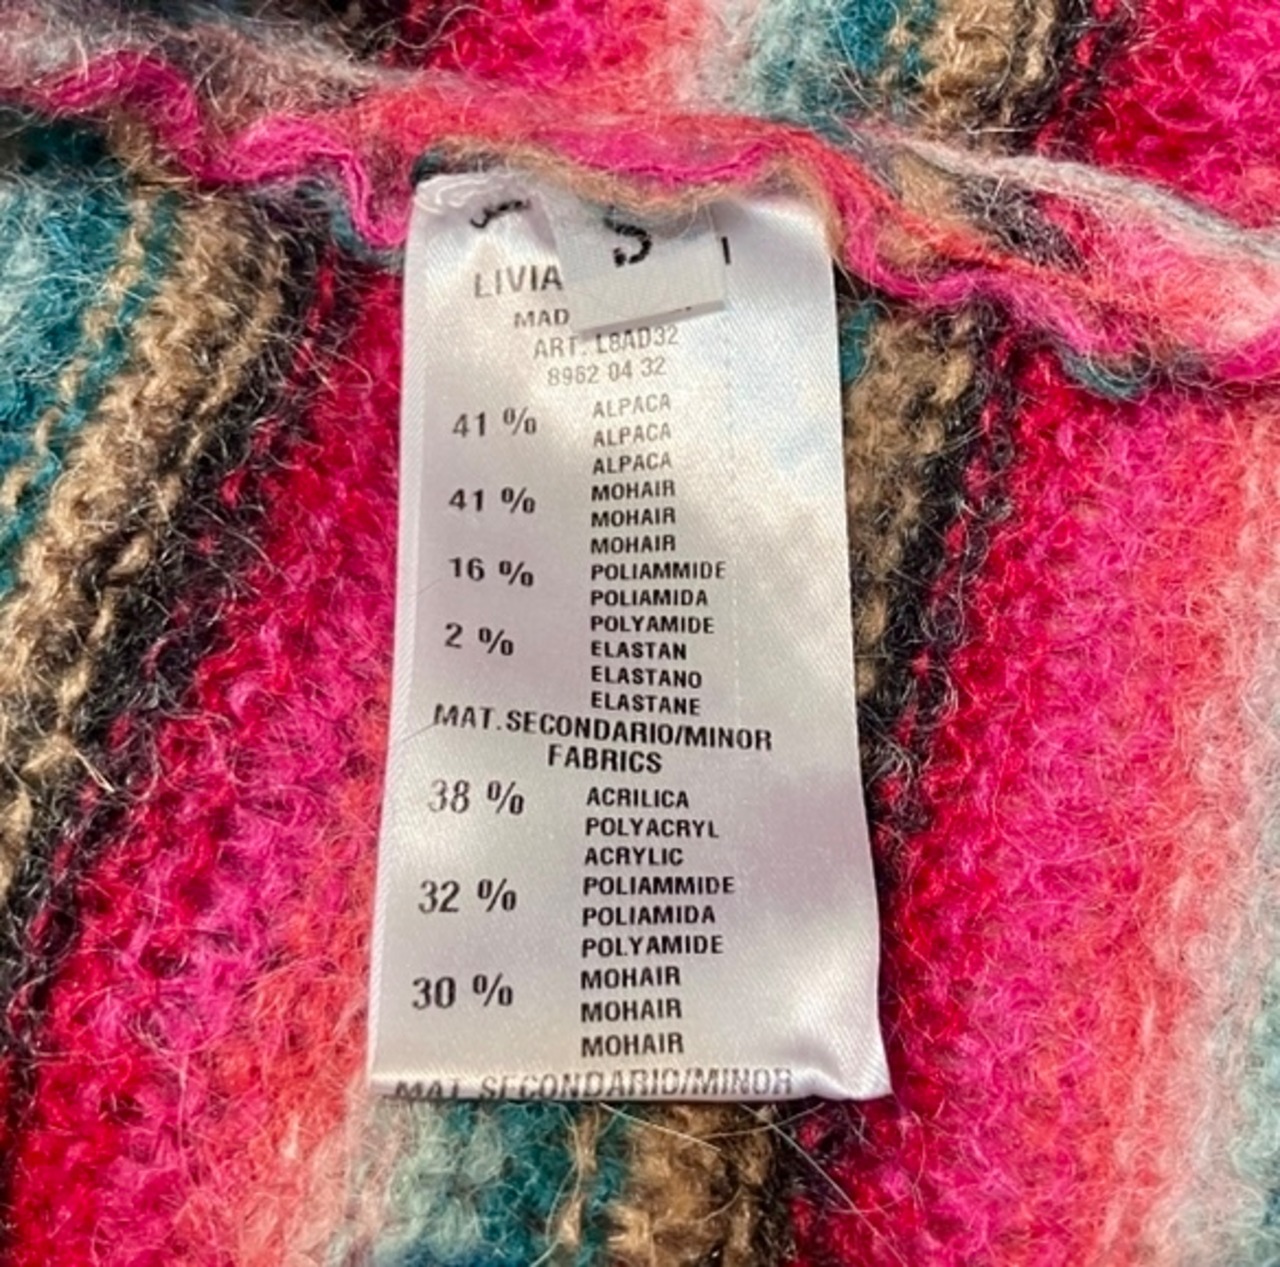 S
LIVIA
MAD
ART. L8AD32
8962 04 32
41 % ALPACA
ALPACA
ALPACA
41 % MOHAIR
MOHAIR
MOHAIR
16 % POLIAMMIDE
POLIAMIDA
POLYAMIDE
2 % ELASTAN
ELASTANO
ELASTANE
MAT.SECONDARIO/MINOR
FABRICS
38 % ACRILICA
POLYACRYL
ACRYLIC
32 % POLIAMMIDE
POLIAMIDA
POLYAMIDE
30 % MOHAIR
MOHAIR
MOHAIR
MAT.SECONDARIO/MINOR